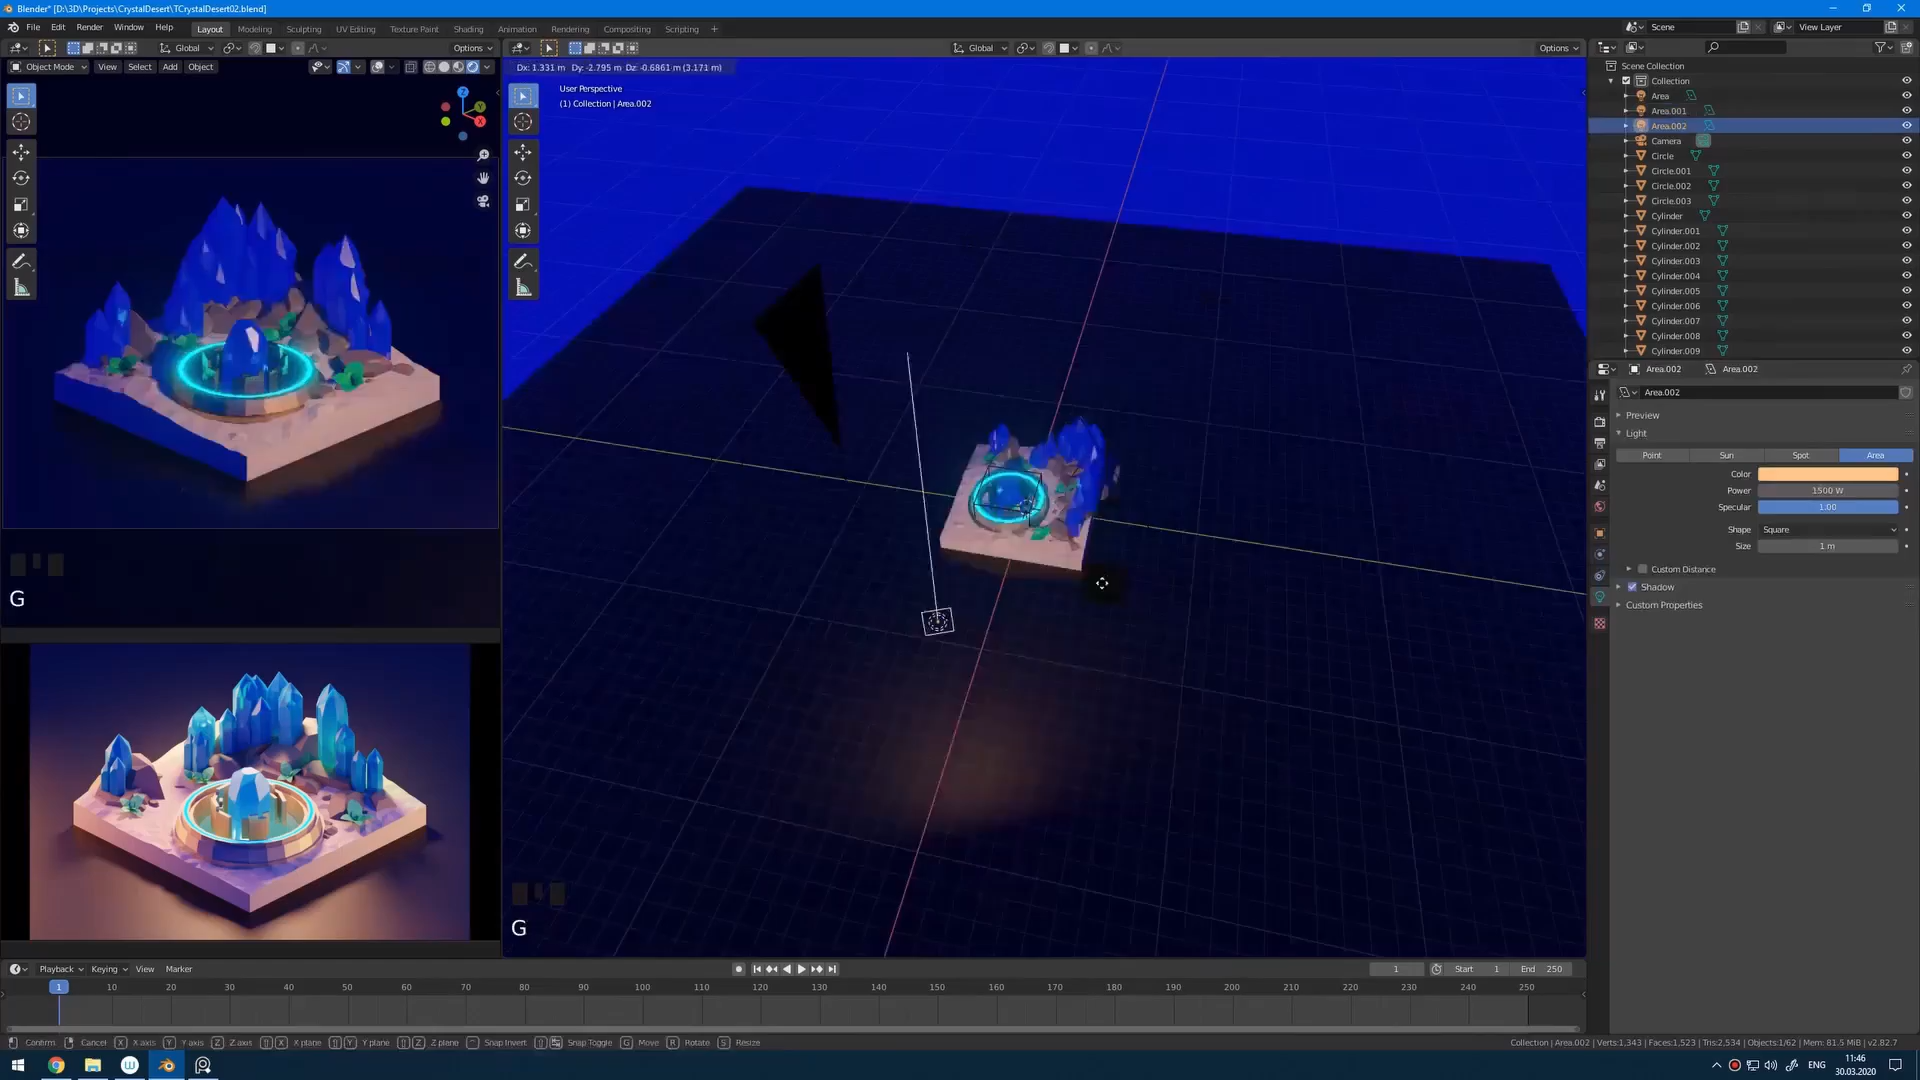 Blender* [D:\3D\Projects\CrystalDesert\TCrystalDesert02.blend]
File Edit Render Window Help Layout Modeling Sculpting UV Editing Texture Paint Shading Animation Rendering Compositing Scripting + Scene View Layer
Global Options Global Options
Object Mode View Select Add Object Dx: 1.331 m Dy: -2.795 m Dz: -0.6861 m (3.171 m)
User Perspective
(1) Collection | Area.002
Z
Y
X
G
G
Scene Collection
Collection
Area
Area.001
Area.002
Camera
Circle
Circle.001
Circle.002
Circle.003
Cylinder
Cylinder.001
Cylinder.002
Cylinder.003
Cylinder.004
Cylinder.005
Cylinder.006
Cylinder.007
Cylinder.008
Cylinder.009
Area.002 Area.002
Area.002
Preview
Light
Point Sun Spot Area
Color
Power 1500 W
Specular 1.00
Shape Square
Size 1 m
Custom Distance
Shadow
Custom Properties
Playback Keying View Marker 1 Start 1 End 250
1 10 20 30 40 50 60 70 80 90 100 110 120 130 140 150 160 170 180 190 200 210 220 230 240 250
Confirm Cancel X X axis Y Y axis Z Z axis X X plane Y Y plane Z Z plane Snap Invert Snap Toggle G Move R Rotate S Resize Collection | Area.002 | Verts:1,343 | Faces:1,523 | Tris:2,534 | Objects:1/62 | Mem: 81.5 MiB | v2.82.7
ENG
11:46
30.03.2020